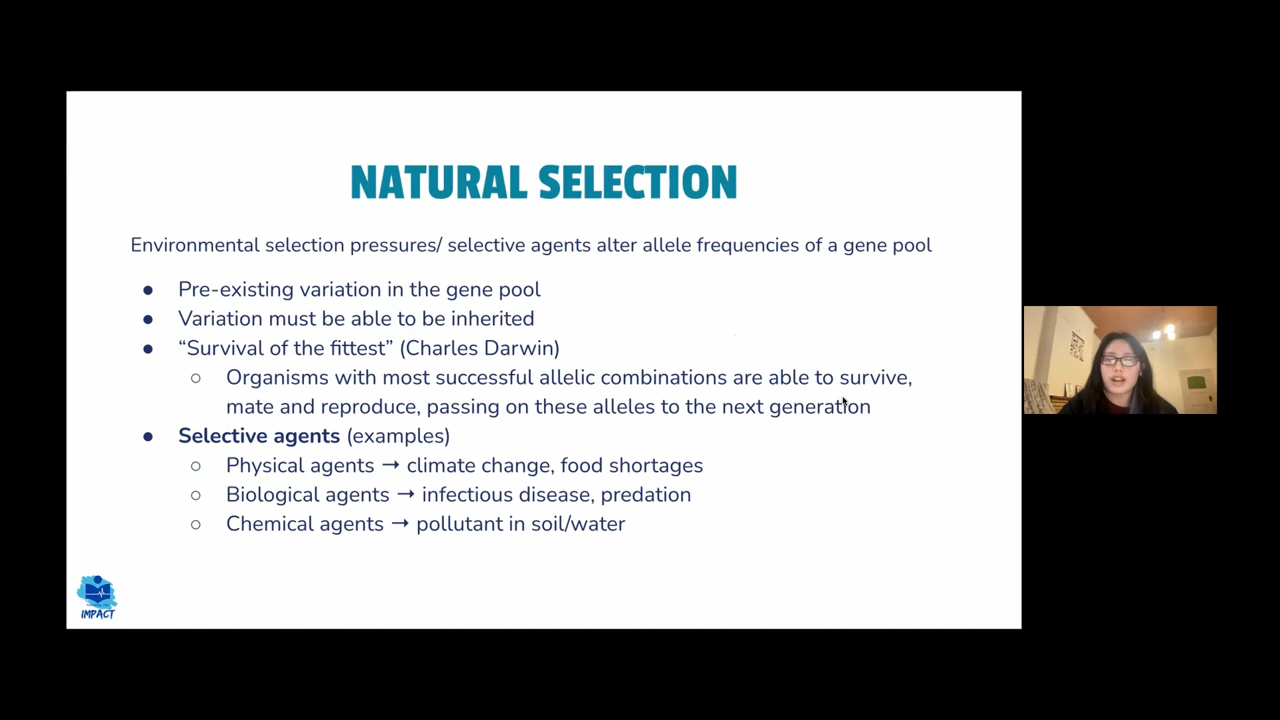 NATURAL SELECTION
Environmental selection pressures/ selective agents alter allele frequencies of a gene pool
● Pre-existing variation in the gene pool
● Variation must be able to be inherited
● “Survival of the fittest” (Charles Darwin)
○ Organisms with most successful allelic combinations are able to survive,
mate and reproduce, passing on these alleles to the next generation
● Selective agents (examples)
○ Physical agents → climate change, food shortages
○ Biological agents → infectious disease, predation
○ Chemical agents → pollutant in soil/water
IMPACT